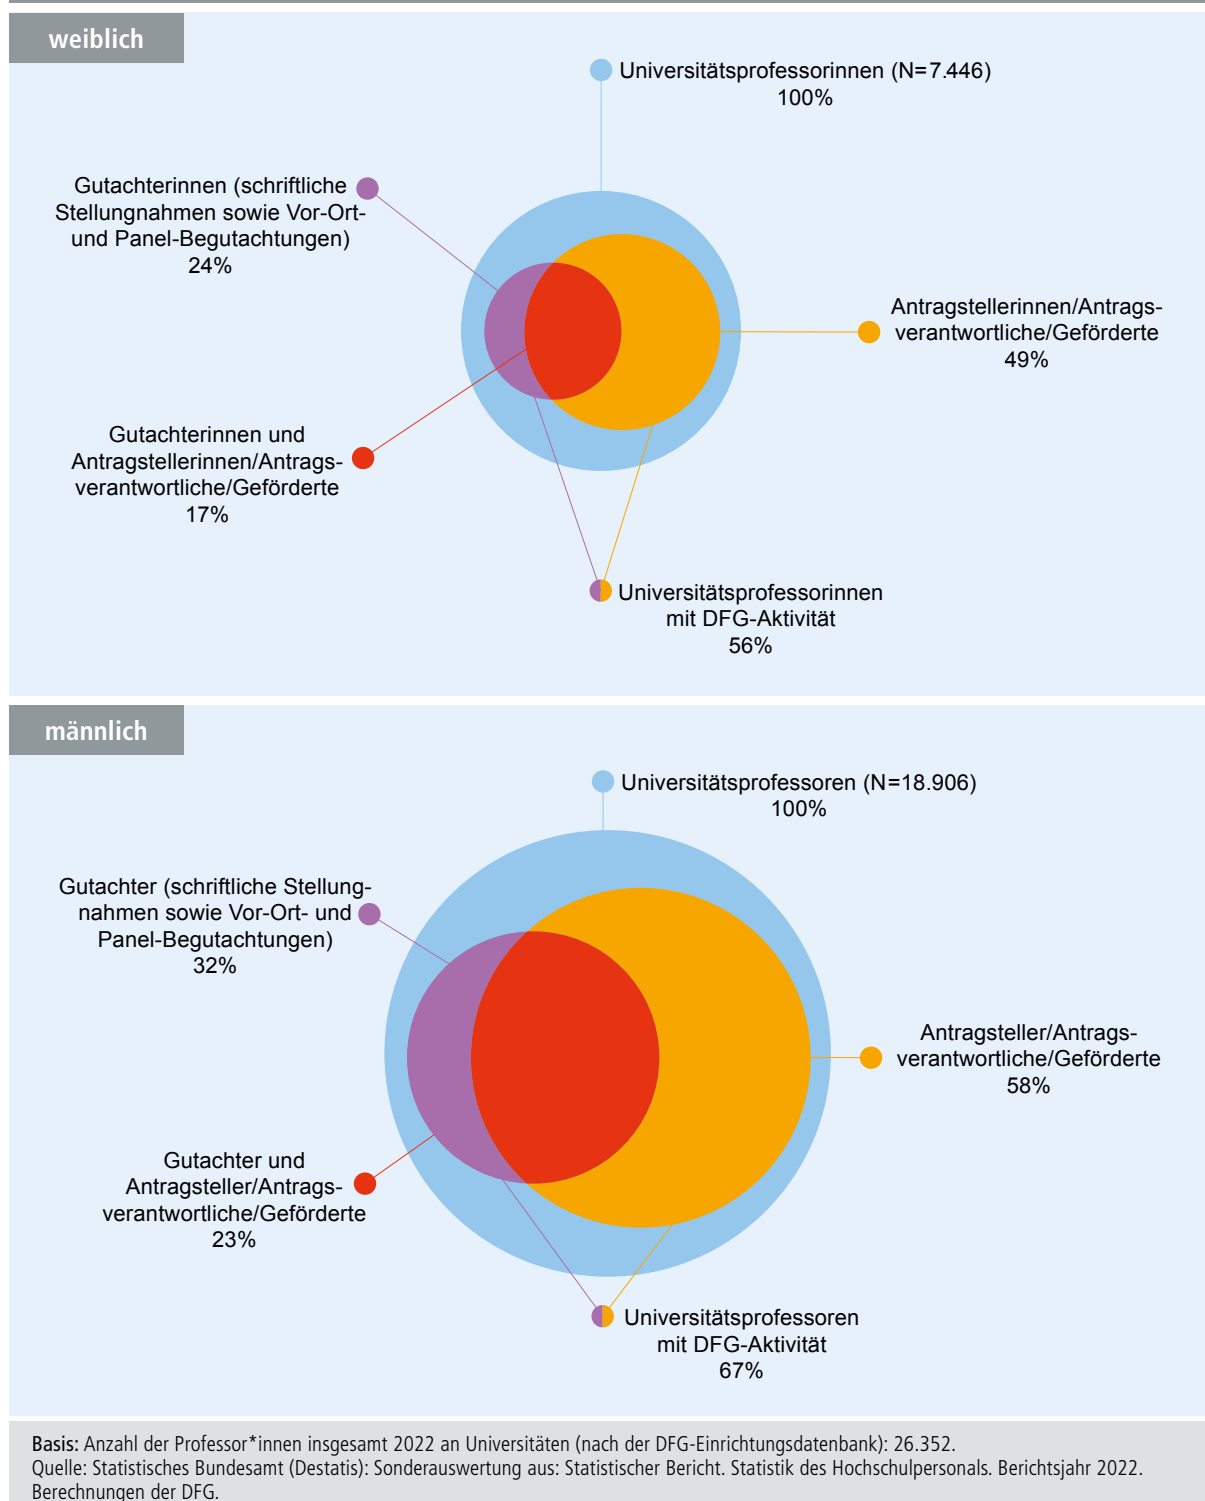 weiblich
Universitätsprofessorinnen (N=7.446)
100%
Gutachterinnen (schriftliche
Stellungnahmen sowie Vor-Ort-
und Panel-Begutachtungen)
24%
Antragstellerinnen/Antrags-
verantwortliche/Geförderte
49%
Gutachterinnen und
Antragstellerinnen/Antrags-
verantwortliche/Geförderte
17%
Universitätsprofessorinnen
mit DFG-Aktivität
56%
männlich
Universitätsprofessoren (N=18.906)
100%
Gutachter (schriftliche Stellung-
nahmen sowie Vor-Ort- und
Panel-Begutachtungen)
32%
Antragsteller/Antrags-
verantwortliche/Geförderte
58%
Gutachter und
Antragsteller/Antrags-
verantwortliche/Geförderte
23%
Universitätsprofessoren
mit DFG-Aktivität
67%
Basis: Anzahl der Professor*innen insgesamt 2022 an Universitäten (nach der DFG-Einrichtungsdatenbank): 26.352.
Quelle: Statistisches Bundesamt (Destatis): Sonderauswertung aus: Statistischer Bericht. Statistik des Hochschulpersonals. Berichtsjahr 2022.
Berechnungen der DFG.